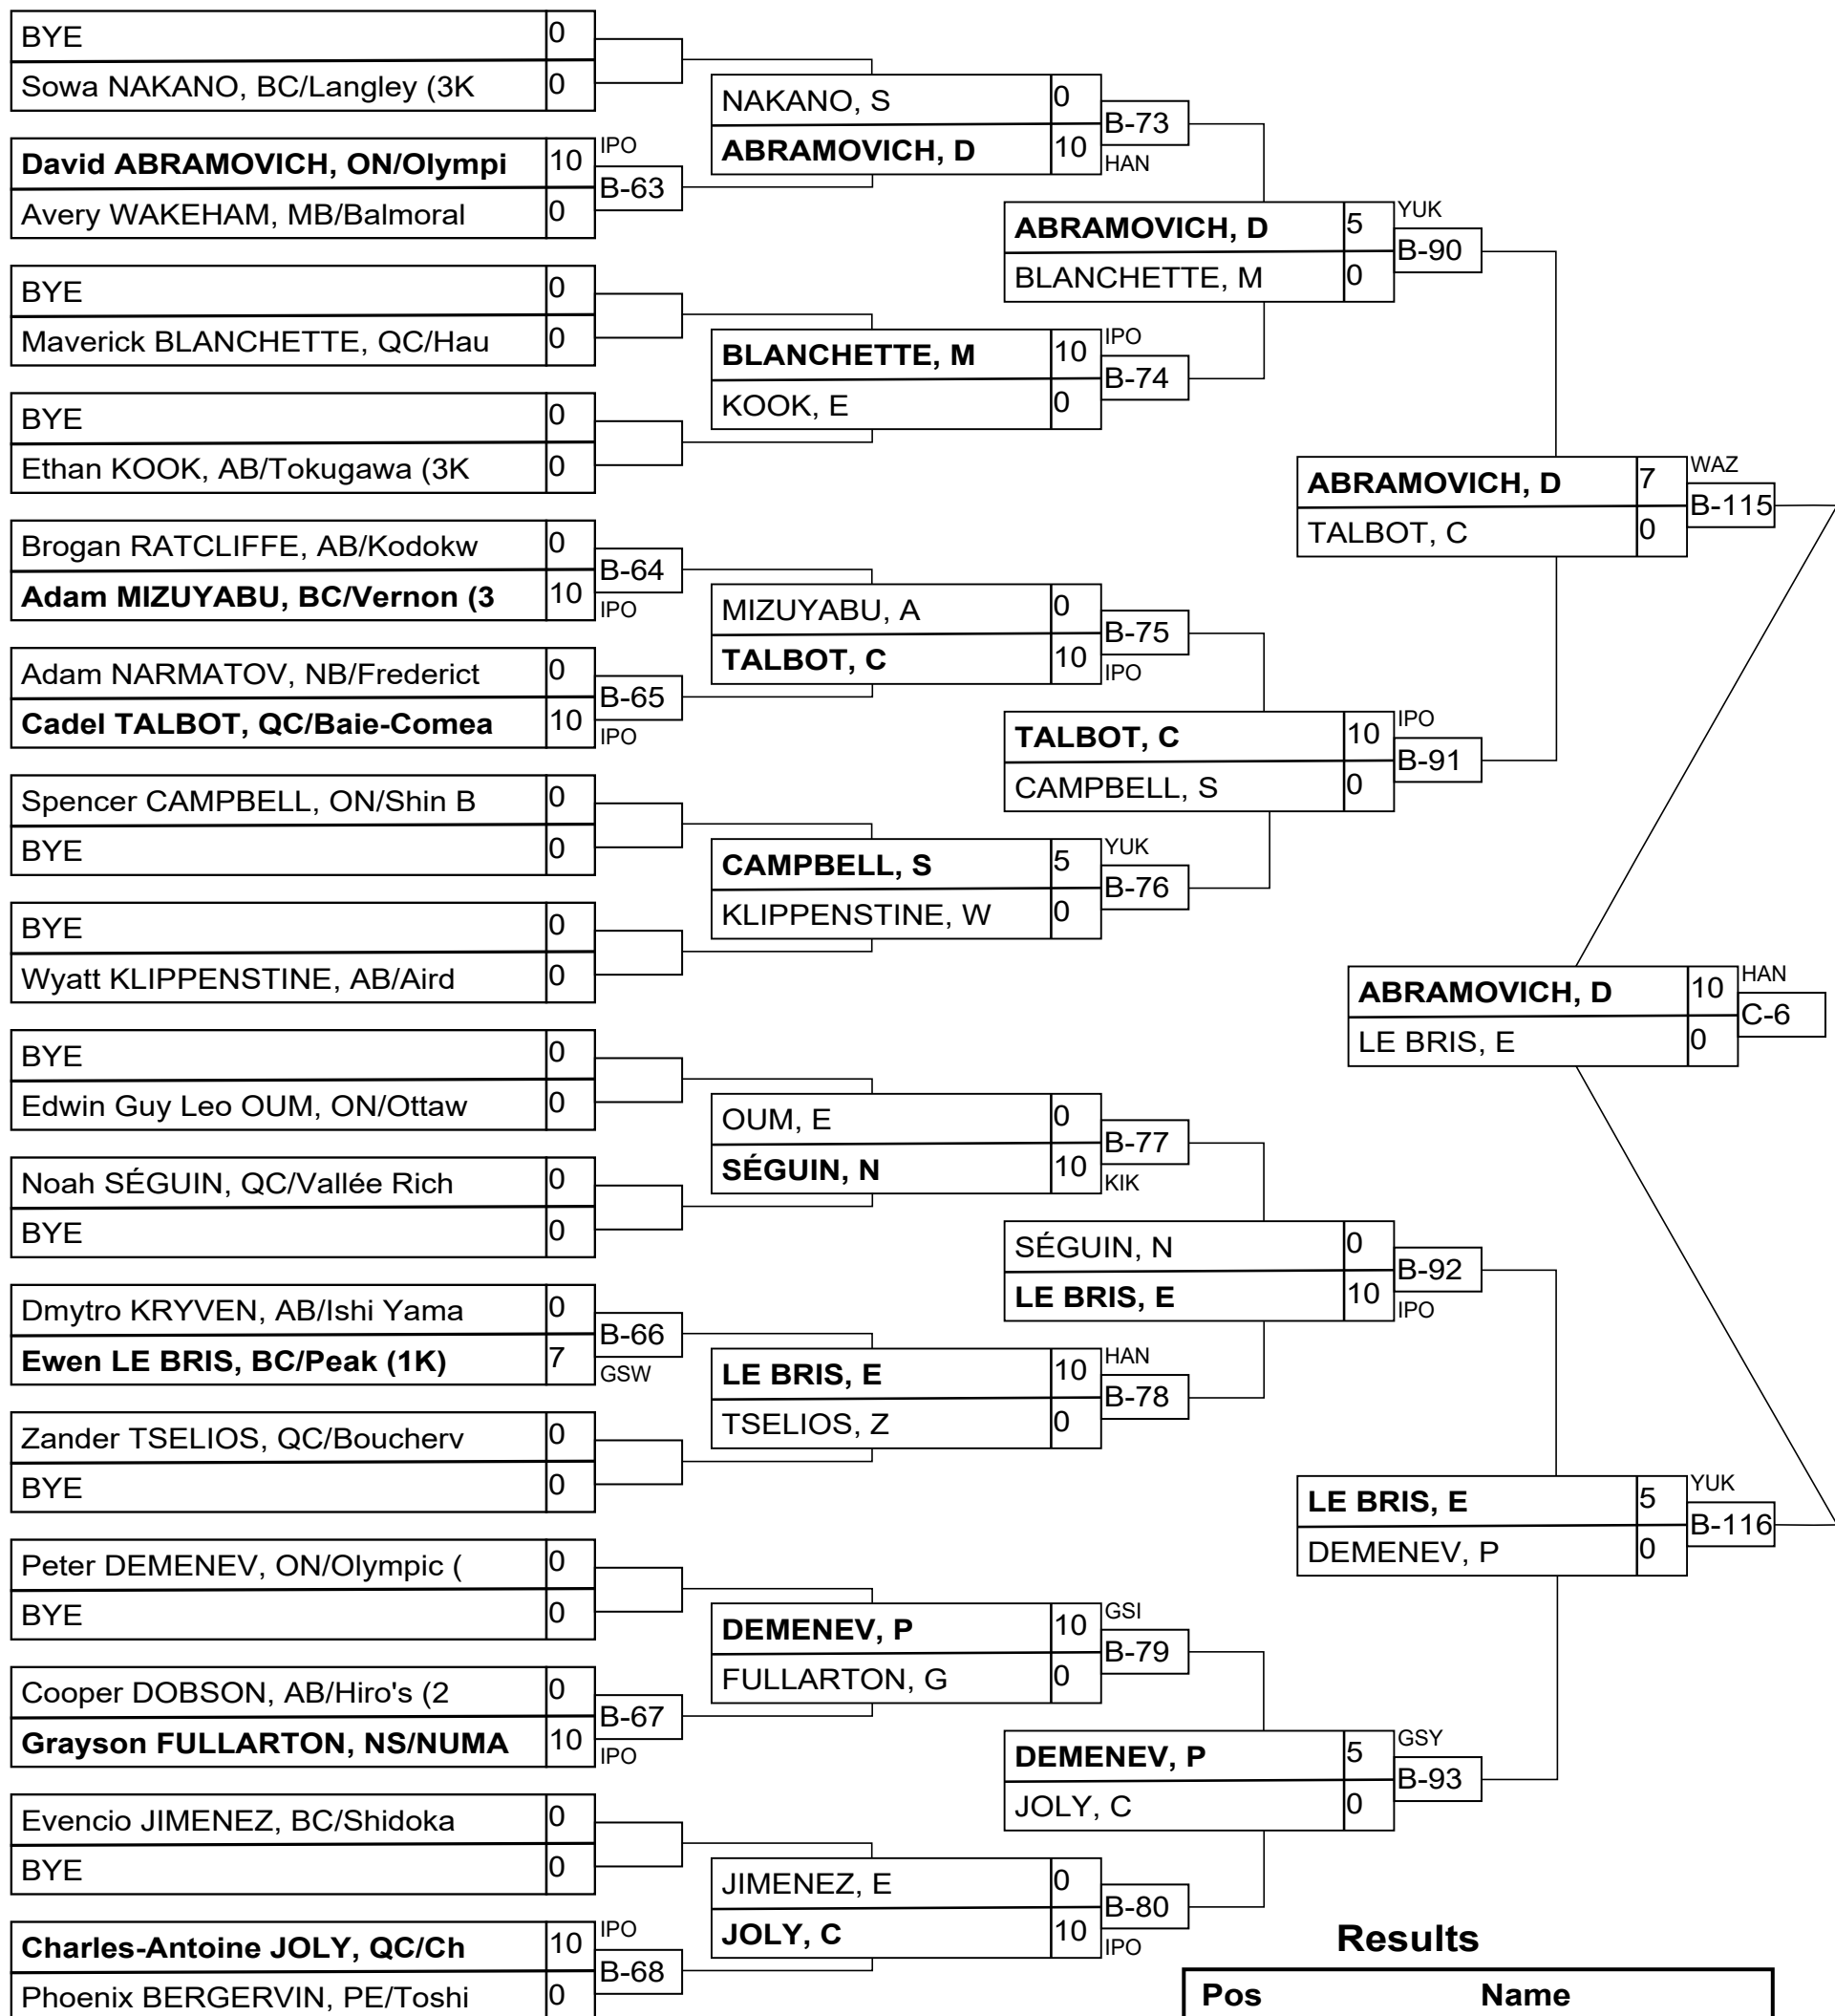 BYE 0
Sowa NAKANO, BC/Langley (3K 0
David ABRAMOVICH, ON/Olympi 10 IPO
B-63
Avery WAKEHAM, MB/Balmoral 0
BYE 0
Maverick BLANCHETTE, QC/Hau 0
BYE 0
Ethan KOOK, AB/Tokugawa (3K 0
Brogan RATCLIFFE, AB/Kodokw 0
B-64
Adam MIZUYABU, BC/Vernon (3 10 IPO
Adam NARMATOV, NB/Frederict 0
B-65
Cadel TALBOT, QC/Baie-Comea 10 IPO
Spencer CAMPBELL, ON/Shin B 0
BYE 0
BYE 0
Wyatt KLIPPENSTINE, AB/Aird 0
BYE 0
Edwin Guy Leo OUM, ON/Ottaw 0
Noah SÉGUIN, QC/Vallée Rich 0
BYE 0
Dmytro KRYVEN, AB/Ishi Yama 0
B-66
Ewen LE BRIS, BC/Peak (1K) 7 GSW
Zander TSELIOS, QC/Boucherv 0
BYE 0
Peter DEMENEV, ON/Olympic ( 0
BYE 0
Cooper DOBSON, AB/Hiro's (2 0
B-67
Grayson FULLARTON, NS/NUMA 10 IPO
Evencio JIMENEZ, BC/Shidoka 0
BYE 0
Charles-Antoine JOLY, QC/Ch 10 IPO
B-68
Phoenix BERGERVIN, PE/Toshi 0
NAKANO, S 0
B-73
ABRAMOVICH, D 10 HAN
BLANCHETTE, M 10 IPO
B-74
KOOK, E 0
MIZUYABU, A 0
B-75
TALBOT, C 10 IPO
CAMPBELL, S 5 YUK
B-76
KLIPPENSTINE, W 0
OUM, E 0
B-77
SÉGUIN, N 10 KIK
LE BRIS, E 10 HAN
B-78
TSELIOS, Z 0
DEMENEV, P 10 GSI
B-79
FULLARTON, G 0
JIMENEZ, E 0
B-80
JOLY, C 10 IPO
ABRAMOVICH, D 5 YUK
B-90
BLANCHETTE, M 0
TALBOT, C 10 IPO
B-91
CAMPBELL, S 0
SÉGUIN, N 0
B-92
LE BRIS, E 10 IPO
DEMENEV, P 5 GSY
B-93
JOLY, C 0
ABRAMOVICH, D 7 WAZ
B-115
TALBOT, C 0
LE BRIS, E 5 YUK
B-116
DEMENEV, P 0
ABRAMOVICH, D 10 HAN
C-6
LE BRIS, E 0
Results
Pos Name